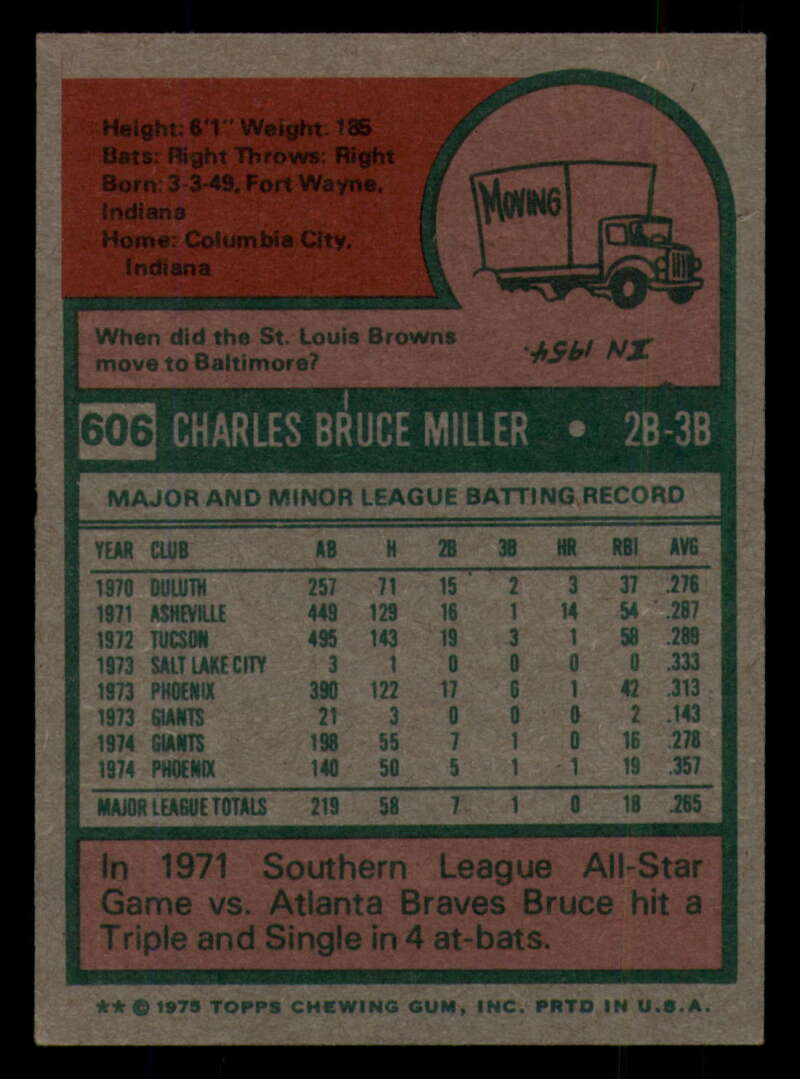 Height: 6'1" Weight: 185
Bats: Right Throws: Right
Born: 3-3-49, Fort Wayne,
Indiana
Home: Columbia City,
Indiana
MOVING
When did the St. Louis Browns
move to Baltimore?
IN 1954.
606 CHARLES BRUCE MILLER • 2B-3B
MAJOR AND MINOR LEAGUE BATTING RECORD
YEAR CLUB AB H 2B 3B HR RBI AVG
1970 DULUTH 257 71 15 2 3 37 .276
1971 ASHEVILLE 449 129 16 1 14 54 .287
1972 TUCSON 495 143 19 3 1 58 .289
1973 SALT LAKE CITY 3 1 0 0 0 0 .333
1973 PHOENIX 390 122 17 6 1 42 .313
1973 GIANTS 21 3 0 0 0 2 .143
1974 GIANTS 198 55 7 1 0 16 .278
1974 PHOENIX 140 50 5 1 1 19 .357
MAJOR LEAGUE TOTALS 219 58 7 1 0 18 .265
In 1971 Southern League All-Star
Game vs. Atlanta Braves Bruce hit a
Triple and Single in 4 at-bats.
** © 1975 TOPPS CHEWING GUM, INC. PRTD IN U.S.A.